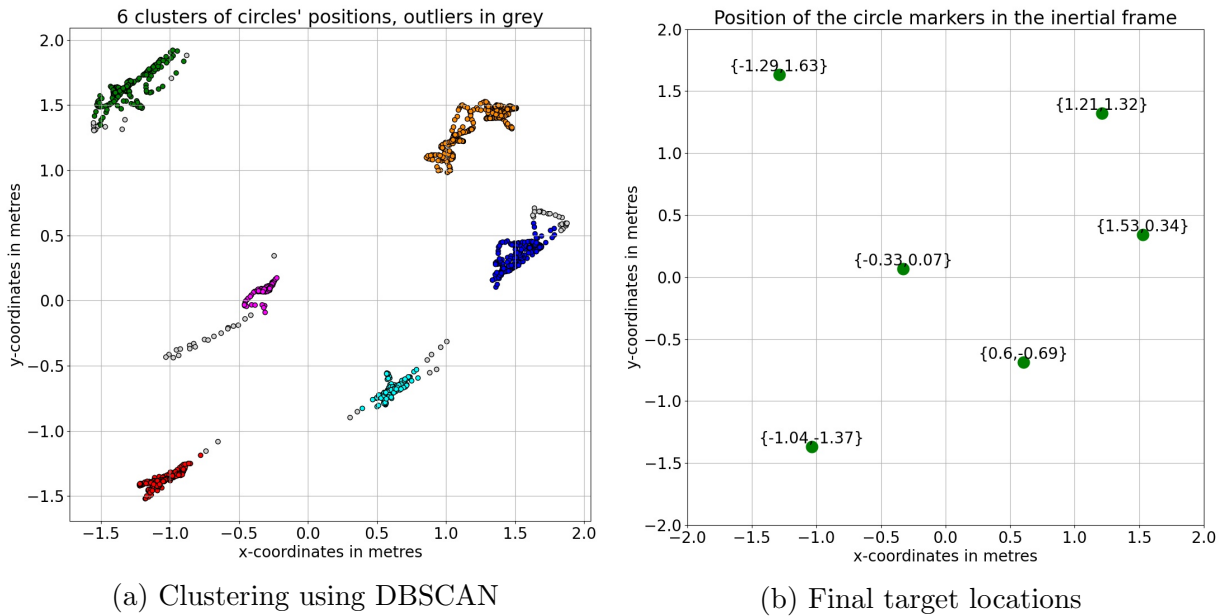 6 clusters of circles' positions, outliers in grey
y-coordinates in metres
2.0
1.5
1.0
0.5
0.0
−0.5
−1.0
−1.5
−1.5 −1.0 −0.5 0.0 0.5 1.0 1.5 2.0
x-coordinates in metres
(a) Clustering using DBSCAN
Position of the circle markers in the inertial frame
y-coordinates in metres
2.0
1.5
1.0
0.5
0.0
−0.5
−1.0
−1.5
−2.0
{-1.29,1.63}
{1.21,1.32}
{1.53,0.34}
{-0.33,0.07}
{0.6,-0.69}
{-1.04,-1.37}
−2.0 −1.5 −1.0 −0.5 0.0 0.5 1.0 1.5 2.0
x-coordinates in metres
(b) Final target locations